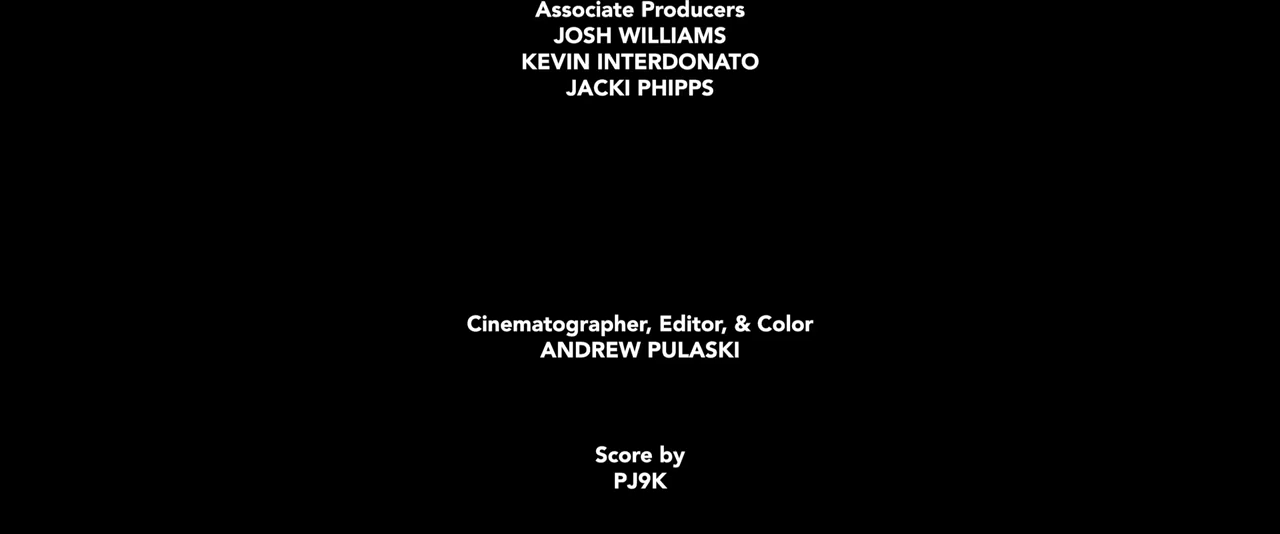 Associate Producers
JOSH WILLIAMS
KEVIN INTERDONATO
JACKI PHIPPS
Cinematographer, Editor, & Color
ANDREW PULASKI
Score by
PJ9K